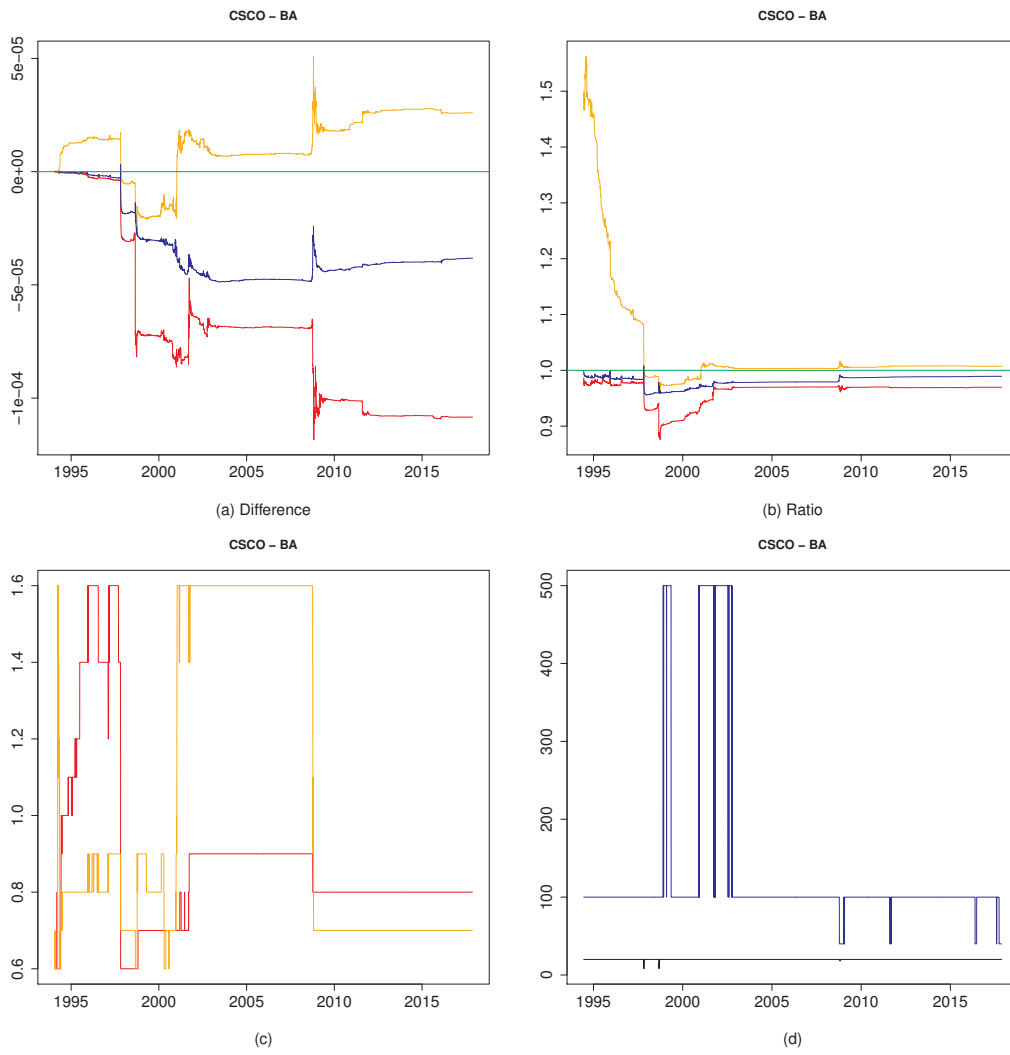 CSCO − BA
5e−05
0e+00
−5e−05
−1e−04
1995 2000 2005 2010 2015
(a) Difference
CSCO − BA
1.5
1.4
1.3
1.2
1.1
1.0
0.9
1995 2000 2005 2010 2015
(b) Ratio
CSCO − BA
1.6
1.4
1.2
1.0
0.8
0.6
1995 2000 2005 2010 2015
(c)
CSCO − BA
500
400
300
200
100
0
1995 2000 2005 2010 2015
(d)